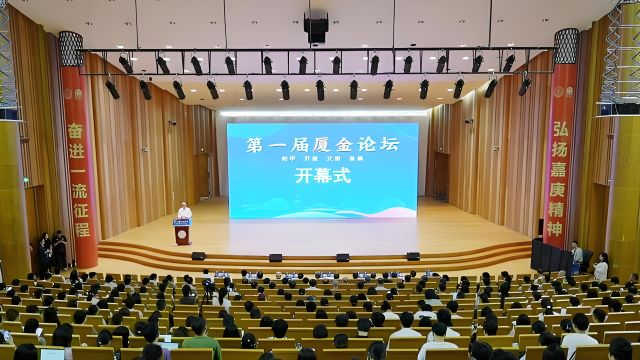 第一届厦金论坛
开幕式
奋进一流征程
弘扬嘉庚精神